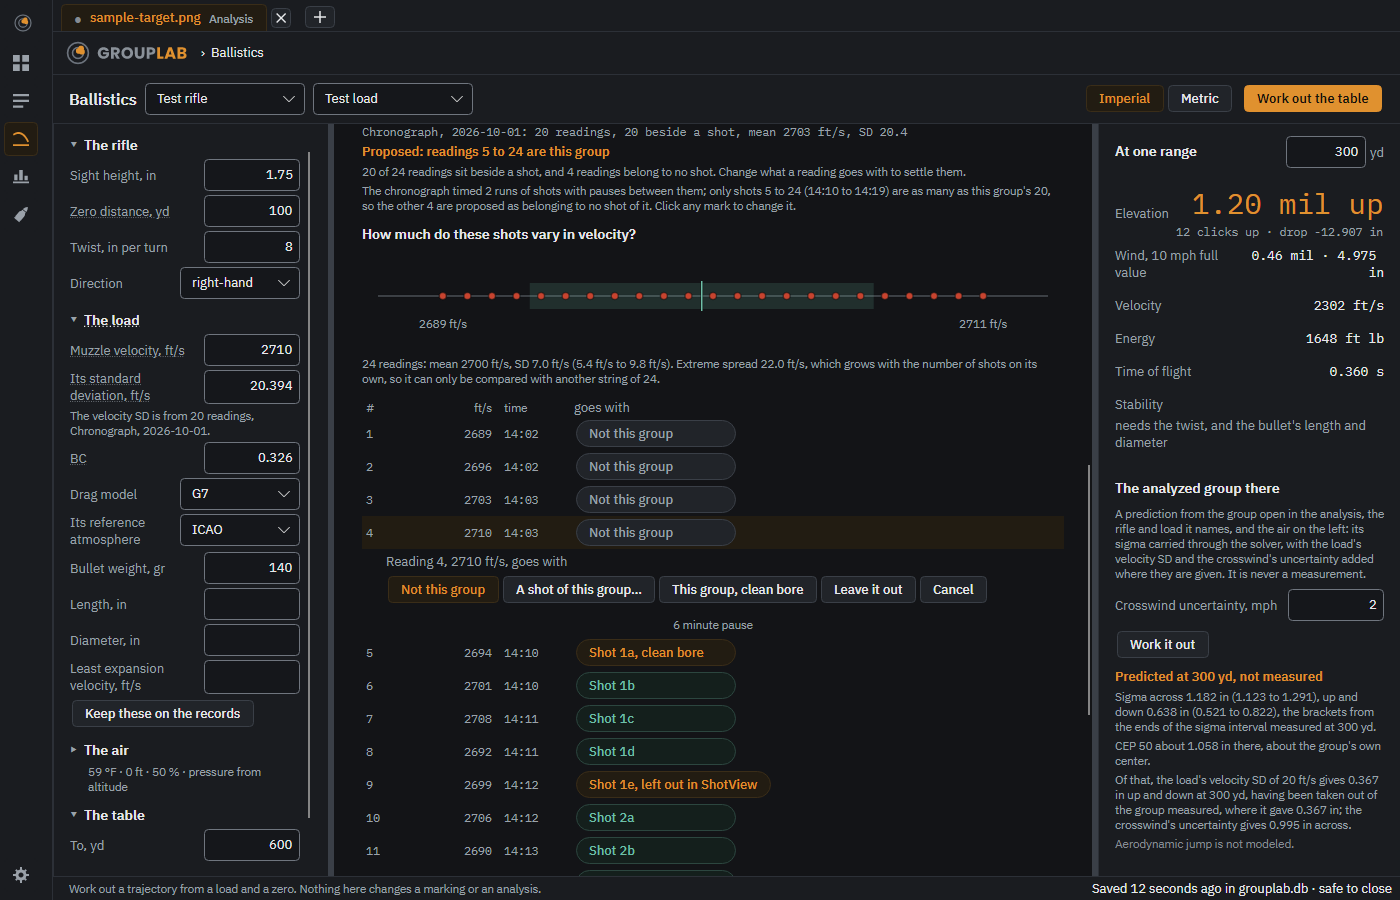 sample-target.png Analysis
GROUPLAB › Ballistics
Ballistics Test rifle Test load Imperial Metric Work out the table
The rifle
Sight height, in 1.75
Zero distance, yd 100
Twist, in per turn 8
Direction right-hand
The load
Muzzle velocity, ft/s 2710
Its standard deviation, ft/s 20.394
The velocity SD is from 20 readings,
Chronograph, 2026-10-01.
BC 0.326
Drag model G7
Its reference atmosphere ICAO
Bullet weight, gr 140
Length, in
Diameter, in
Least expansion
velocity, ft/s
Keep these on the records
The air
59 °F · 0 ft · 50 % · pressure from
altitude
The table
To, yd 600
Chronograph, 2026-10-01: 20 readings, 20 beside a shot, mean 2703 ft/s, SD 20.4
Proposed: readings 5 to 24 are this group
20 of 24 readings sit beside a shot, and 4 readings belong to no shot. Change what a reading goes with to settle them.
The chronograph timed 2 runs of shots with pauses between them; only shots 5 to 24 (14:10 to 14:19) are as many as this group's 20,
so the other 4 are proposed as belonging to no shot of it. Click any mark to change it.
How much do these shots vary in velocity?
2689 ft/s 2711 ft/s
24 readings: mean 2700 ft/s, SD 7.0 ft/s (5.4 ft/s to 9.8 ft/s). Extreme spread 22.0 ft/s, which grows with the number of shots on its
own, so it can only be compared with another string of 24.
# ft/s time goes with
1 2689 14:02 Not this group
2 2696 14:02 Not this group
3 2703 14:03 Not this group
4 2710 14:03 Not this group
Reading 4, 2710 ft/s, goes with
Not this group A shot of this group... This group, clean bore Leave it out Cancel
6 minute pause
5 2694 14:10 Shot 1a, clean bore
6 2701 14:10 Shot 1b
7 2708 14:11 Shot 1c
8 2692 14:11 Shot 1d
9 2699 14:12 Shot 1e, left out in ShotView
10 2706 14:12 Shot 2a
11 2690 14:13 Shot 2b
At one range 300 yd
Elevation 1.20 mil up
12 clicks up · drop -12.907 in
Wind, 10 mph full value 0.46 mil · 4.975 in
Velocity 2302 ft/s
Energy 1648 ft lb
Time of flight 0.360 s
Stability
needs the twist, and the bullet's length and
diameter
The analyzed group there
A prediction from the group open in the analysis, the
rifle and load it names, and the air on the left: its
sigma carried through the solver, with the load's
velocity SD and the crosswind's uncertainty added
where they are given. It is never a measurement.
Crosswind uncertainty, mph 2
Work it out
Predicted at 300 yd, not measured
Sigma across 1.182 in (1.123 to 1.291), up and
down 0.638 in (0.521 to 0.822), the brackets from
the ends of the sigma interval measured at 300 yd.
CEP 50 about 1.058 in there, about the group's own
center.
Of that, the load's velocity SD of 20 ft/s gives 0.367
in up and down at 300 yd, having been taken out of
the group measured, where it gave 0.367 in; the
crosswind's uncertainty gives 0.995 in across.
Aerodynamic jump is not modeled.
Work out a trajectory from a load and a zero. Nothing here changes a marking or an analysis.
Saved 12 seconds ago in grouplab.db · safe to close